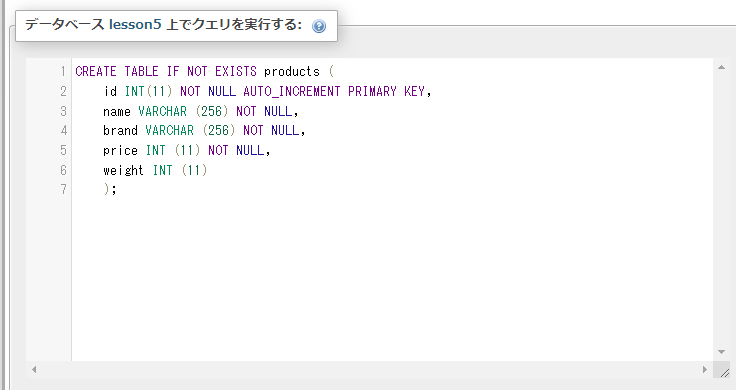 データベース lesson5 上でクエリを実行する:
1 CREATE TABLE IF NOT EXISTS products (
2 id INT(11) NOT NULL AUTO_INCREMENT PRIMARY KEY,
3 name VARCHAR (256) NOT NULL,
4 brand VARCHAR (256) NOT NULL,
5 price INT (11) NOT NULL,
6 weight INT (11)
7 );